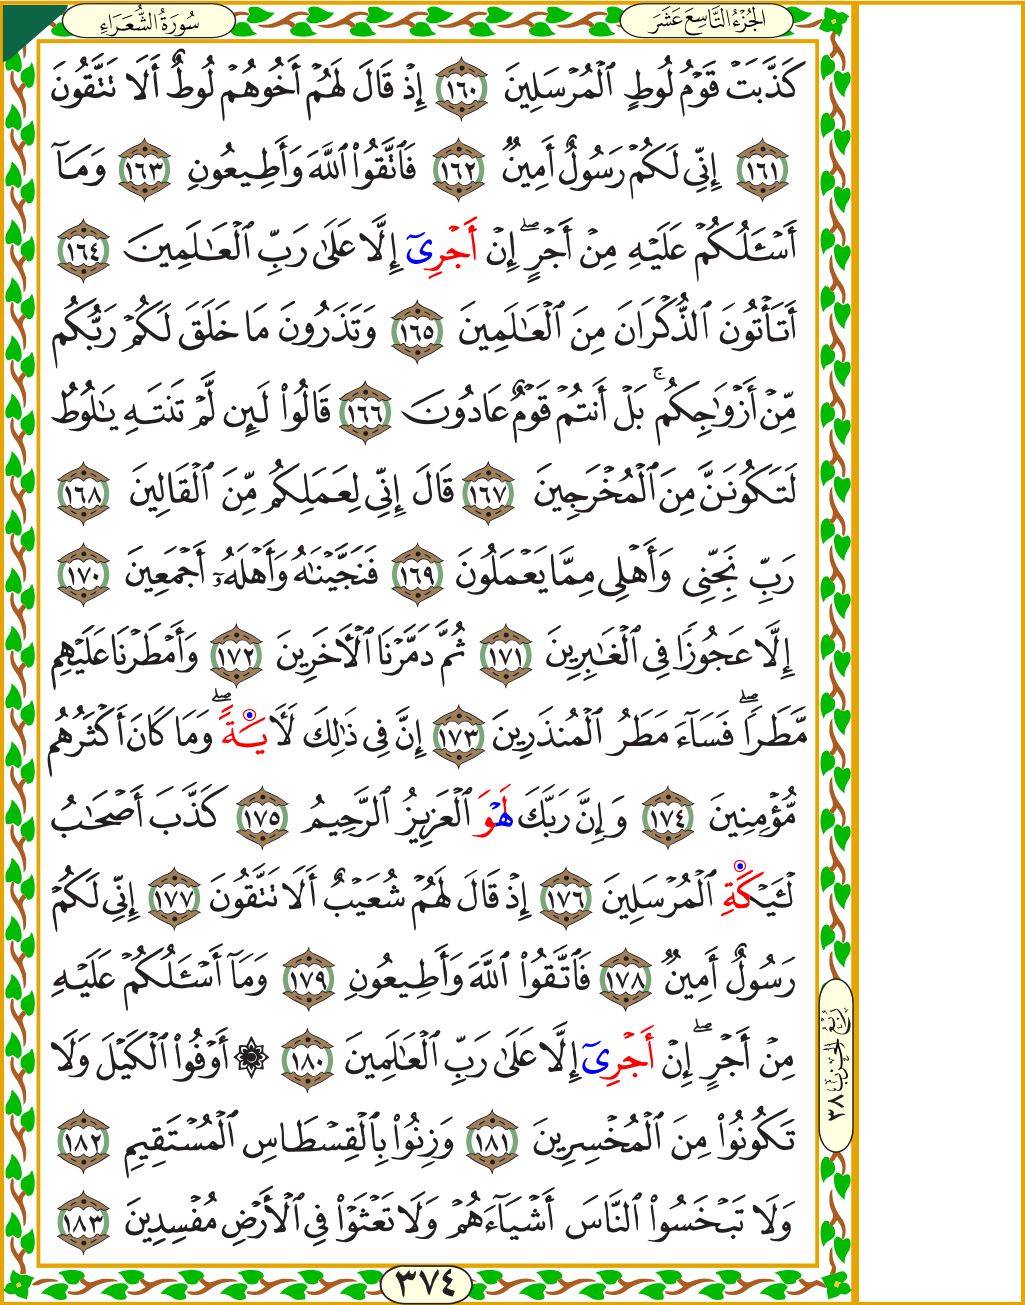 الجُزْءُ التَّاسِعَ عَشَرَ
سُورَةُ الشُّعَرَاءِ
كَذَّبَتْ قَوْمُ لُوطٍ ٱلْمُرْسَلِينَ ١٦٠ إِذْ قَالَ لَهُمْ أَخُوهُمْ لُوطٌ أَلَا تَتَّقُونَ
١٦١ إِنِّي لَكُمْ رَسُولٌ أَمِينٌ ١٦٢ فَٱتَّقُوا۟ ٱللَّهَ وَأَطِيعُونِ ١٦٣ وَمَآ
أَسْـَٔلُكُمْ عَلَيْهِ مِنْ أَجْرٍ ۖ إِنْ أَجْرِىَ إِلَّا عَلَىٰ رَبِّ ٱلْعَـٰلَمِينَ ١٦٤
أَتَأْتُونَ ٱلذُّكْرَانَ مِنَ ٱلْعَـٰلَمِينَ ١٦٥ وَتَذَرُونَ مَا خَلَقَ لَكُمْ رَبُّكُم
مِّنْ أَزْوَٰجِكُم ۚ بَلْ أَنتُمْ قَوْمٌ عَادُونَ ١٦٦ قَالُوا۟ لَئِن لَّمْ تَنتَهِ يَـٰلُوطُ
لَتَكُونَنَّ مِنَ ٱلْمُخْرَجِينَ ١٦٧ قَالَ إِنِّي لِعَمَلِكُم مِّنَ ٱلْقَالِينَ ١٦٨
رَبِّ نَجِّنِي وَأَهْلِي مِمَّا يَعْمَلُونَ ١٦٩ فَنَجَّيْنَـٰهُ وَأَهْلَهُۥٓ أَجْمَعِينَ ١٧٠
إِلَّا عَجُوزًا فِي ٱلْغَـٰبِرِينَ ١٧١ ثُمَّ دَمَّرْنَا ٱلْأَخَرِينَ ١٧٢ وَأَمْطَرْنَا عَلَيْهِم
مَّطَرًا ۖ فَسَآءَ مَطَرُ ٱلْمُنذَرِينَ ١٧٣ إِنَّ فِي ذَٰلِكَ لَأَيَةً ۖ وَمَا كَانَ أَكْثَرُهُم
مُّؤْمِنِينَ ١٧٤ وَإِنَّ رَبَّكَ لَهْوَ ٱلْعَزِيزُ ٱلرَّحِيمُ ١٧٥ كَذَّبَ أَصْحَـٰبُ
لْـَٔيْكَةِ ٱلْمُرْسَلِينَ ١٧٦ إِذْ قَالَ لَهُمْ شُعَيْبٌ أَلَا تَتَّقُونَ ١٧٧ إِنِّي لَكُمْ
رَسُولٌ أَمِينٌ ١٧٨ فَٱتَّقُوا۟ ٱللَّهَ وَأَطِيعُونِ ١٧٩ وَمَآ أَسْـَٔلُكُمْ عَلَيْهِ
مِنْ أَجْرٍ ۖ إِنْ أَجْرِىَ إِلَّا عَلَىٰ رَبِّ ٱلْعَـٰلَمِينَ ١٨٠ ۞ أَوْفُوا۟ ٱلْكَيْلَ وَلَا
تَكُونُوا۟ مِنَ ٱلْمُخْسِرِينَ ١٨١ وَزِنُوا۟ بِٱلْقِسْطَاسِ ٱلْمُسْتَقِيمِ ١٨٢
وَلَا تَبْخَسُوا۟ ٱلنَّاسَ أَشْيَآءَهُمْ وَلَا تَعْثَوْا۟ فِي ٱلْأَرْضِ مُفْسِدِينَ ١٨٣
رُبْعُ الحِزْبِ ٣٨
٣٧٤